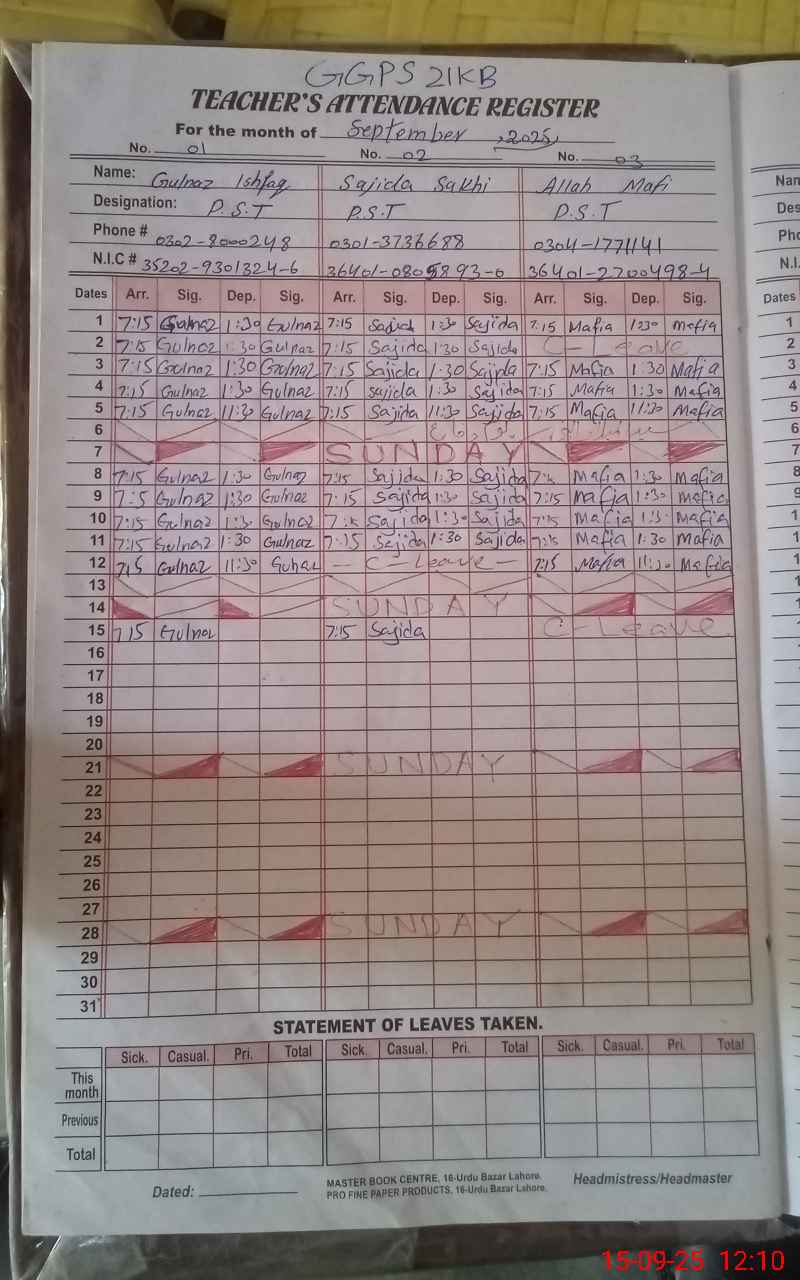 GGPS 21KB
TEACHER'S ATTENDANCE REGISTER
For the month of September, 2025,
No. 01 No. 02 No. 03
Name: Gulnaz Ishfaq Sajida Sakhi Allah Mafi
Designation: P.S.T P.S.T P.S.T
Phone # 0302-8000248 0301-3736688 0304-1771141
N.I.C # 35202-9301324-6 36401-0805893-0 36401-2700498-4
Dates Arr. Sig. Dep. Sig. Arr. Sig. Dep. Sig. Arr. Sig. Dep. Sig.
1 7:15 Gulnaz 1:30 Gulnaz 7:15 Sajida 1:30 Sajida 7:15 Mafia 1:30 mafia
2 7:15 Gulnaz 1:30 Gulnaz 7:15 Sajida 1:30 Sajida C-Leave
3 7:15 Gulnaz 1:30 Gulnaz 7:15 Sajida 1:30 Sajida 7:15 Mafia 1:30 Mafia
4 7:15 Gulnaz 1:30 Gulnaz 7:15 sajida 1:30 Sajida 7:15 Mafia 1:30 Mafia
5 7:15 Gulnaz 11:30 Gulnaz 7:15 Sajida 11:30 Sajida 7:15 Mafia 11:30 Mafia
6
7 SUNDAY
8 7:15 Gulnaz 1:30 Gulnaz 7:15 Sajida 1:30 Sajida 7:15 Mafia 1:30 Mafia
9 7:15 Gulnaz 1:30 Gulnaz 7:15 Sajida 1:30 Sajida 7:15 Mafia 1:30 Mafia
10 7:15 Gulnaz 1:30 Gulnaz 7:15 Sajida 1:30 Sajida 7:15 Mafia 1:30 Mafia
11 7:15 Gulnaz 1:30 Gulnaz 7:15 Sajida 1:30 Sajida 7:15 Mafia 1:30 Mafia
12 7:15 Gulnaz 11:30 Gulnaz - C-Leave - 7:15 Mafia 11:30 Mafia
13
14 SUNDAY
15 7:15 Gulnaz 7:15 Sajida C-Leave
16
17
18
19
20
21 SUNDAY
22
23
24
25
26
27
28 SUNDAY
29
30
31
STATEMENT OF LEAVES TAKEN.
Sick. Casual. Pri. Total Sick. Casual. Pri. Total Sick. Casual. Pri. Total
This month
Previous
Total
Dated: MASTER BOOK CENTRE, 16-Urdu Bazar Lahore. Headmistress/Headmaster
PRO FINE PAPER PRODUCTS, 16-Urdu Bazar Lahore.
15-09-25 12:10